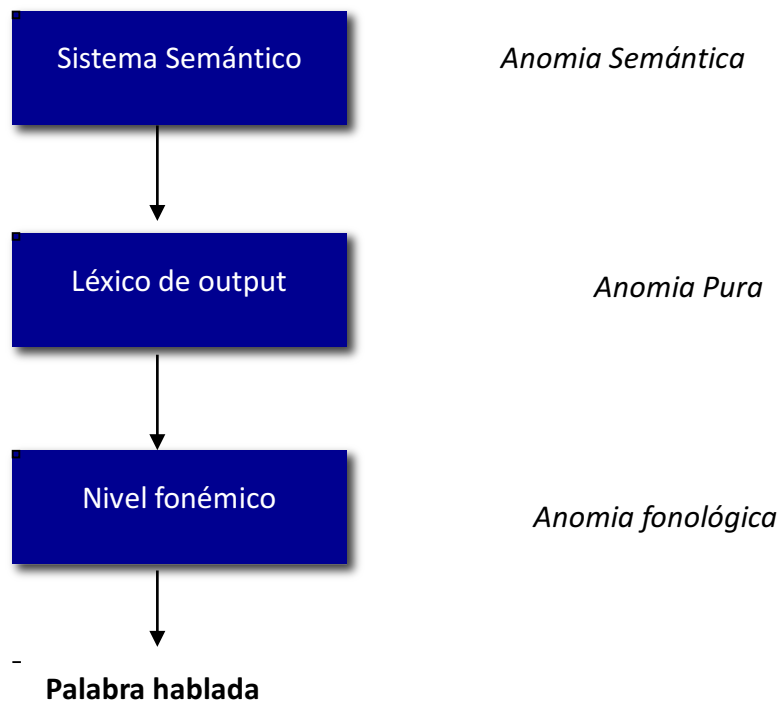 Sistema Semántico
Anomia Semántica
Léxico de output
Anomia Pura
Nivel fonémico
Anomia fonológica
Palabra hablada